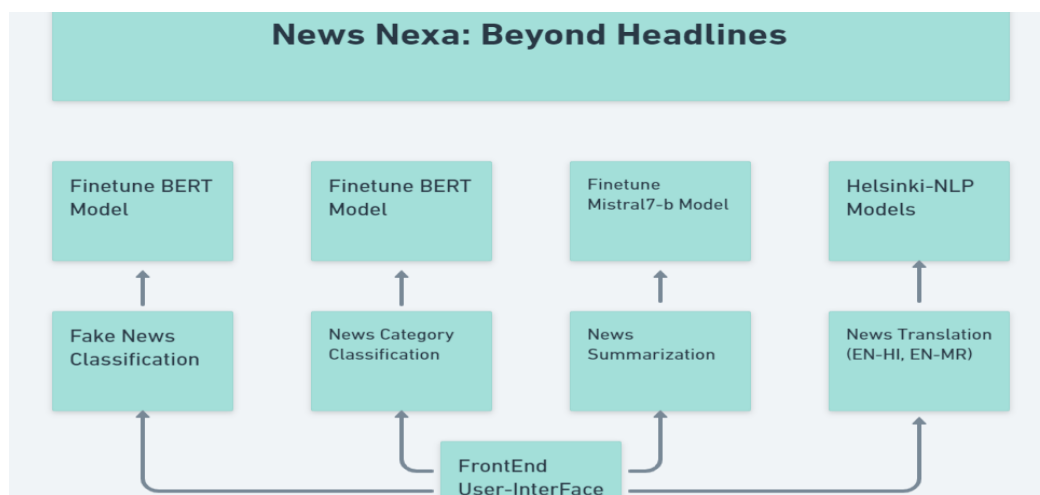 News Nexa: Beyond Headlines
Finetune BERT
Model
Finetune BERT
Model
Finetune
Mistral7-b Model
Helsinki-NLP
Models
Fake News
Classification
News Category
Classification
News
Summarization
News Translation
(EN-HI, EN-MR)
FrontEnd
User-InterFace